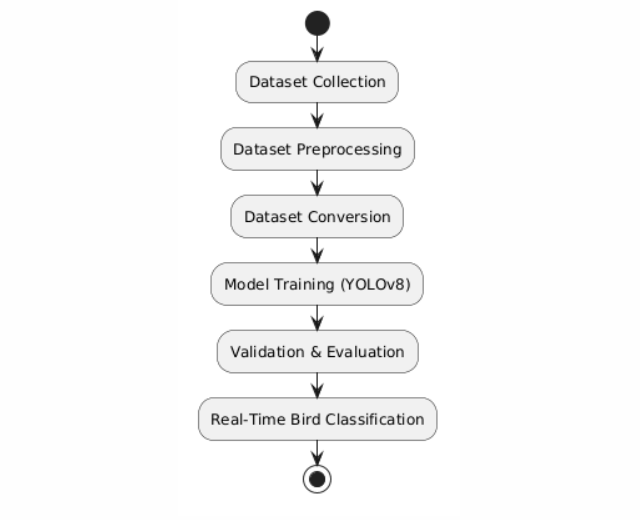 Dataset Collection
Dataset Preprocessing
Dataset Conversion
Model Training (YOLOv8)
Validation & Evaluation
Real-Time Bird Classification